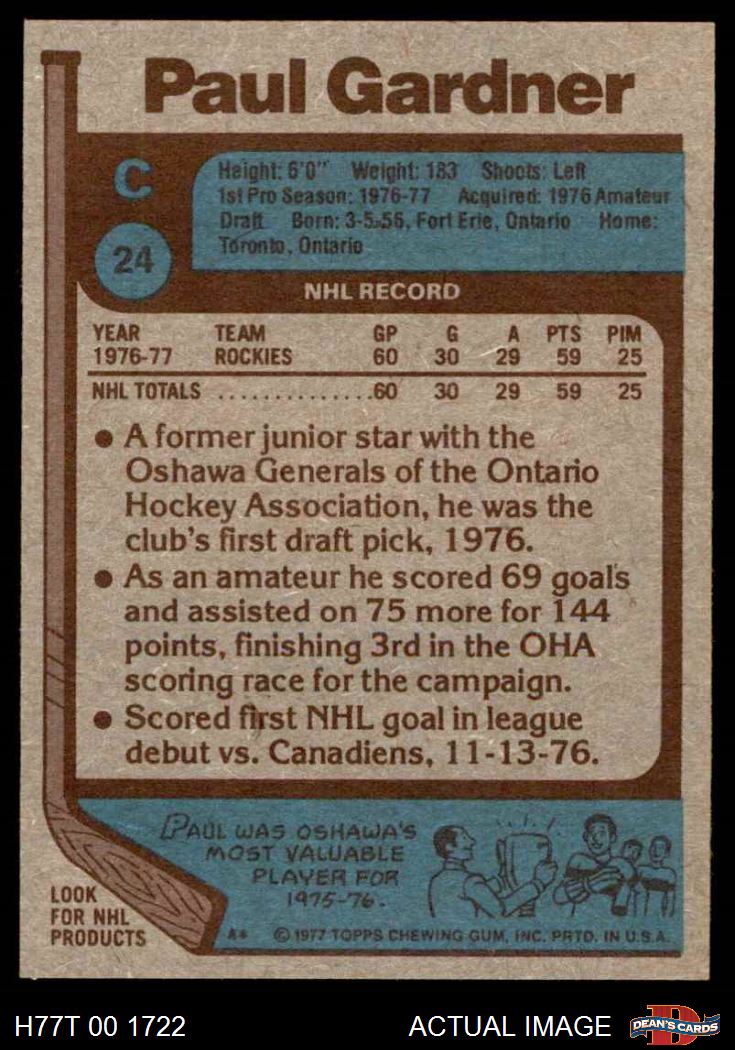 Paul Gardner
C
24
Height: 6'0" Weight: 183 Shoots: Left
1st Pro Season: 1976-77 Acquired: 1976 Amateur
Draft Born: 3-5-56, Fort Erie, Ontario Home:
Toronto, Ontario
NHL RECORD
YEAR TEAM GP G A PTS PIM
1976-77 ROCKIES 60 30 29 59 25
NHL TOTALS ..............60 30 29 59 25
• A former junior star with the
Oshawa Generals of the Ontario
Hockey Association, he was the
club's first draft pick, 1976.
• As an amateur he scored 69 goals
and assisted on 75 more for 144
points, finishing 3rd in the OHA
scoring race for the campaign.
• Scored first NHL goal in league
debut vs. Canadiens, 11-13-76.
PAUL WAS OSHAWA'S
MOST VALUABLE
PLAYER FOR
1975-76.
LOOK
FOR NHL
PRODUCTS
A* © 1977 TOPPS CHEWING GUM, INC. PRTD. IN U.S.A.
H77T 00 1722 ACTUAL IMAGE
D
DEAN'S CARDS